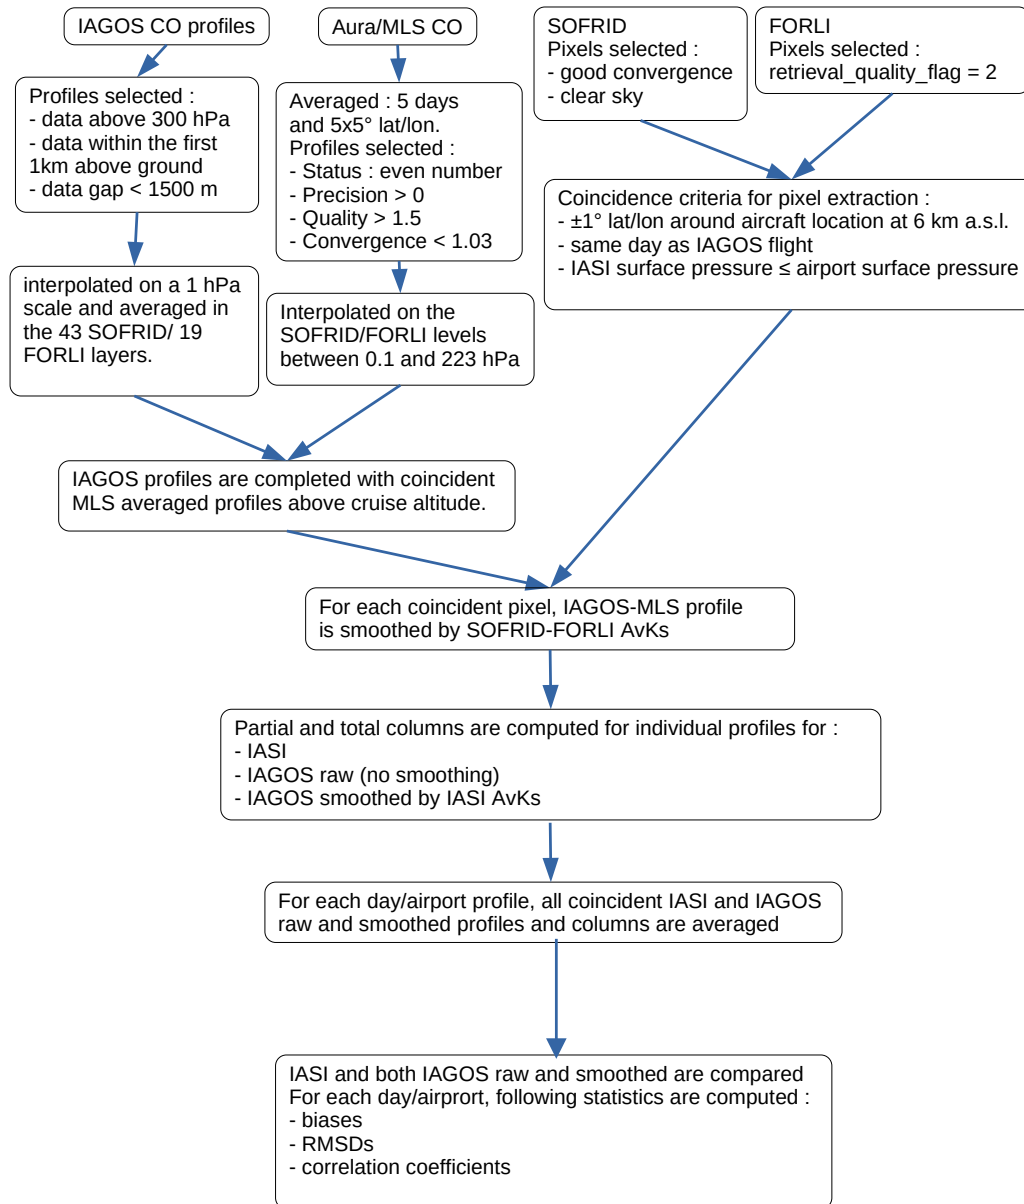 IAGOS CO profiles
Aura/MLS CO
SOFRID
Pixels selected :
- good convergence
- clear sky
FORLI
Pixels selected :
retrieval_quality_flag = 2
Profiles selected :
- data above 300 hPa
- data within the first
1km above ground
- data gap < 1500 m
Averaged : 5 days
and 5x5° lat/lon.
Profiles selected :
- Status : even number
- Precision > 0
- Quality > 1.5
- Convergence < 1.03
Coincidence criteria for pixel extraction :
- ±1° lat/lon around aircraft location at 6 km a.s.l.
- same day as IAGOS flight
- IASI surface pressure ≤ airport surface pressure
interpolated on a 1 hPa
scale and averaged in
the 43 SOFRID/ 19
FORLI layers.
Interpolated on the
SOFRID/FORLI levels
between 0.1 and 223 hPa
IAGOS profiles are completed with coincident
MLS averaged profiles above cruise altitude.
For each coincident pixel, IAGOS-MLS profile
is smoothed by SOFRID-FORLI AvKs
Partial and total columns are computed for individual profiles for :
- IASI
- IAGOS raw (no smoothing)
- IAGOS smoothed by IASI AvKs
For each day/airport profile, all coincident IASI and IAGOS
raw and smoothed profiles and columns are averaged
IASI and both IAGOS raw and smoothed are compared
For each day/airprort, following statistics are computed :
- biases
- RMSDs
- correlation coefficients